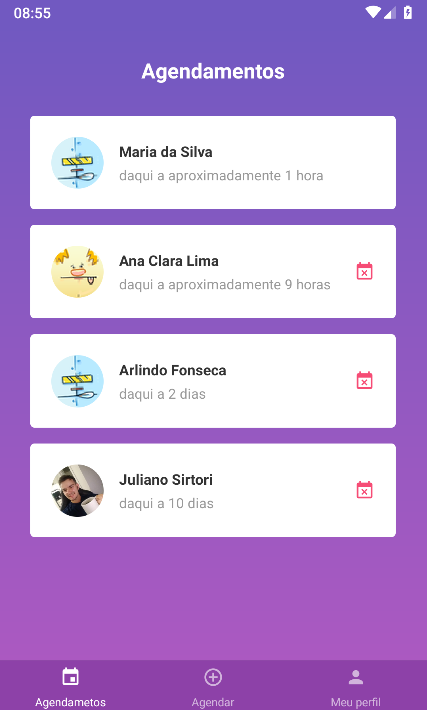 08:55
Agendamentos
Maria da Silva
daqui a aproximadamente 1 hora
Ana Clara Lima
daqui a aproximadamente 9 horas
Arlindo Fonseca
daqui a 2 dias
Juliano Sirtori
daqui a 10 dias
Agendametos
Agendar
Meu perfil